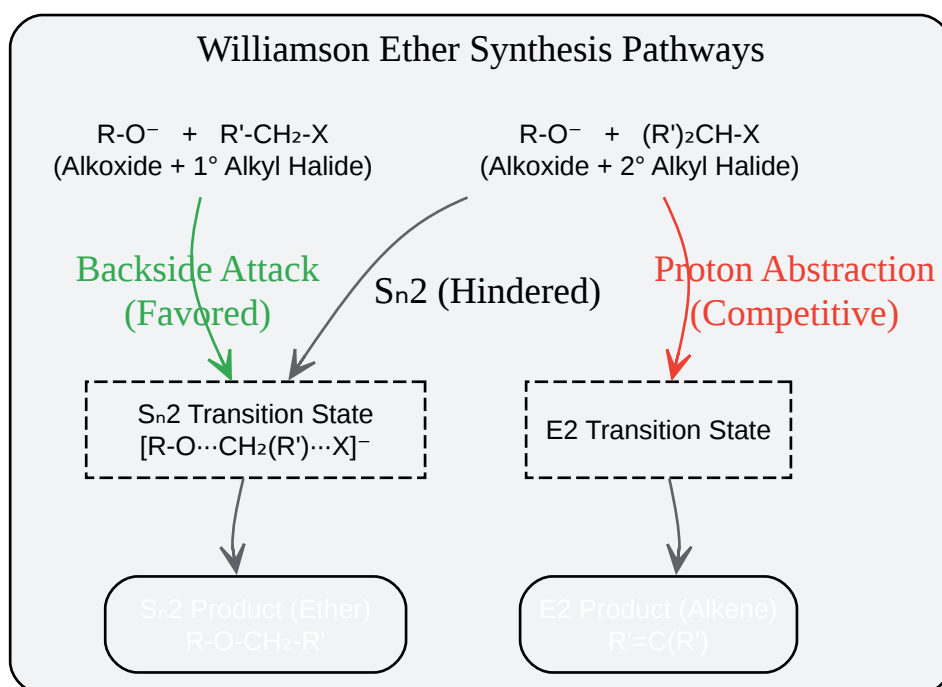 Williamson Ether Synthesis Pathways
R-O⁻ + R'-CH₂-X
(Alkoxide + 1° Alkyl Halide)
R-O⁻ + (R')₂CH-X
(Alkoxide + 2° Alkyl Halide)
Backside Attack
(Favored)
Sₙ2 (Hindered)
Proton Abstraction
(Competitive)
Sₙ2 Transition State
[R-O···CH₂(R')···X]⁻
E2 Transition State
Sₙ2 Product (Ether)
R-O-CH₂-R'
E2 Product (Alkene)
R'=C(R')